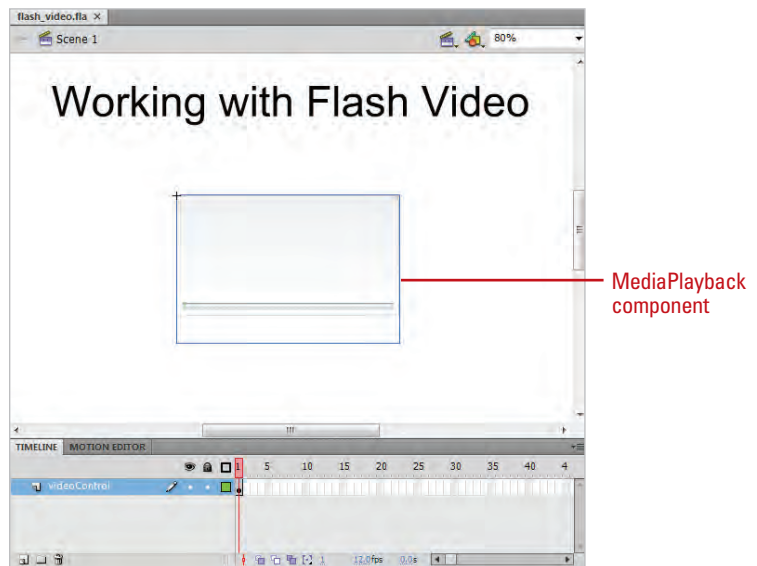 flash_video.fla ×
Scene 1
80%
Working with Flash Video
MediaPlayback
component
TIMELINE MOTION EDITOR
1 5 10 15 20 25 30 35 40 4
videoControl
1 12.0fps 0.0s